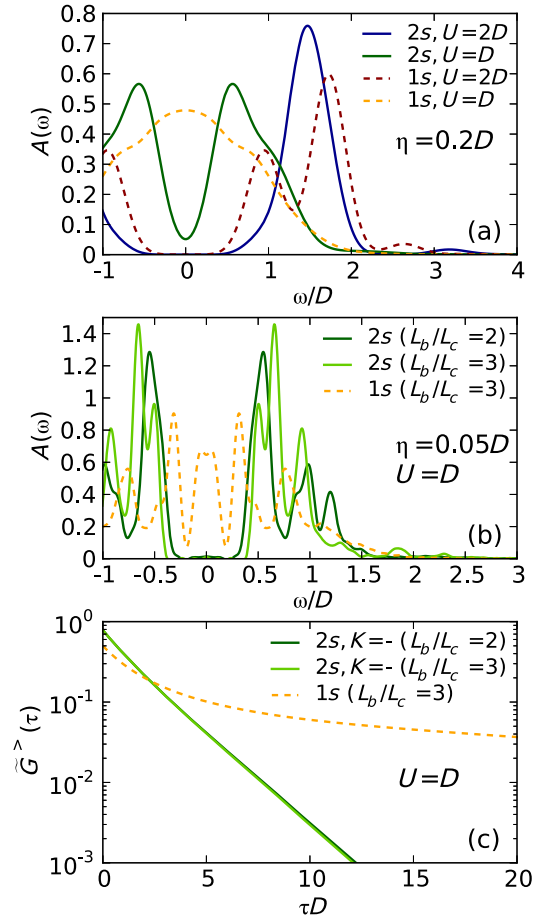 0.8
0.7
0.6
0.5
0.4
0.3
0.2
0.1
0
A(ω)
2s, U=2D
2s, U=D
1s, U=2D
1s, U=D
η=0.2D
(a)
-1 0 1 2 3 4
ω/D
1.4
1.2
1
0.8
0.6
0.4
0.2
0
A(ω)
2s (L_b/L_c=2)
2s (L_b/L_c=3)
1s (L_b/L_c=3)
η=0.05D
U=D
(b)
-1 -0.5 0 0.5 1 1.5 2 2.5 3
ω/D
10^0
10^-1
10^-2
10^-3
G̃^>(τ)
2s, K=- (L_b/L_c=2)
2s, K=- (L_b/L_c=3)
1s (L_b/L_c=3)
U=D
(c)
0 5 10 15 20
τD